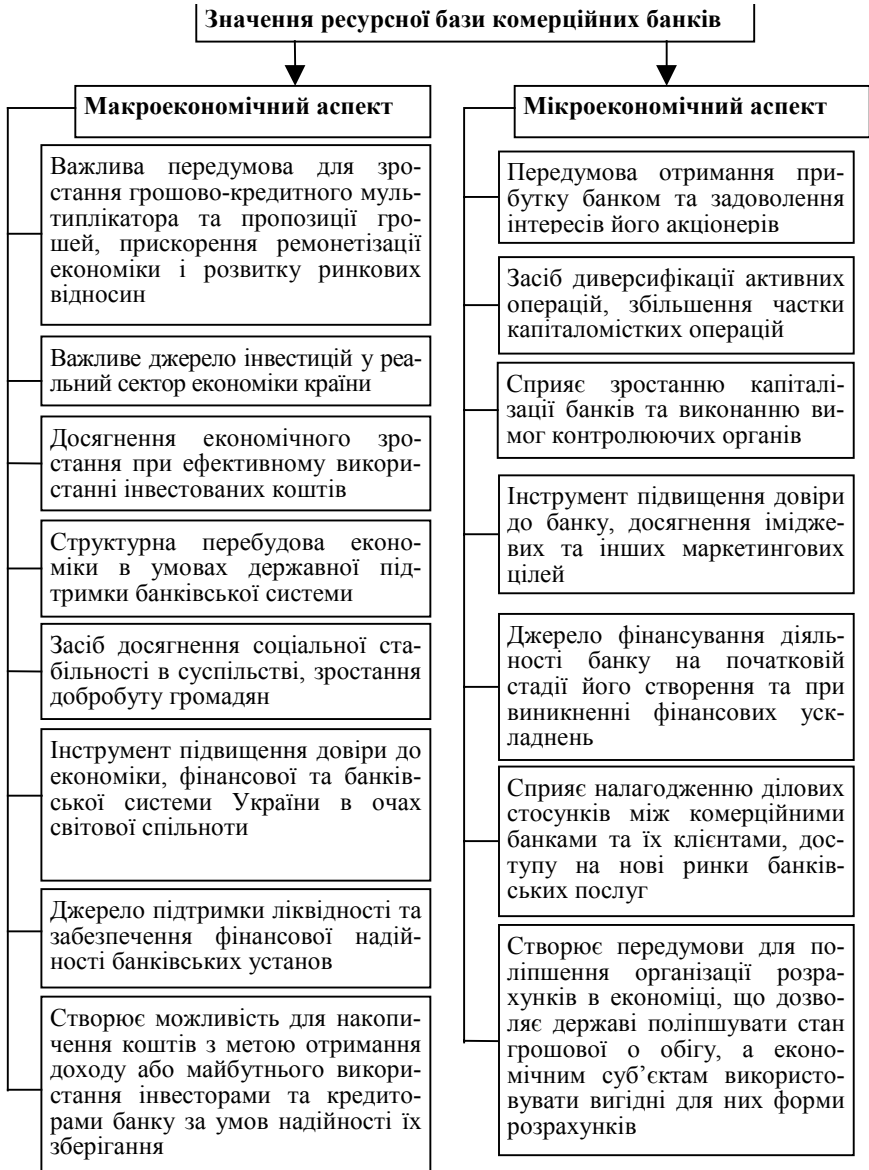 Значення ресурсної бази комерційних банків
Макроекономічний аспект
Важлива передумова для зро-
стання грошово-кредитного муль-
типлікатора та пропозиції гро-
шей, прискорення ремонетізації
економіки і розвитку ринкових
відносин
Важливе джерело інвестицій у ре-
альний сектор економіки країни
Досягнення економічного зро-
стання при ефективному викори-
станні інвестованих коштів
Структурна перебудова еконо-
міки в умовах державної під-
тримки банківської системи
Засіб досягнення соціальної ста-
більності в суспільстві, зростання
добробуту громадян
Інструмент підвищення довіри до
економіки, фінансової та банків-
ської системи України в очах
світової спільноти
Джерело підтримки ліквідності та
забезпечення фінансової надій-
ності банківських установ
Створює можливість для накопи-
чення коштів з метою отримання
доходу або майбутнього викори-
стання інвесторами та кредито-
рами банку за умов надійності їх
зберігання
Мікроекономічний аспект
Передумова отримання при-
бутку банком та задоволення
інтересів його акціонерів
Засіб диверсифікації активних
операцій, збільшення частки
капіталомістких операцій
Сприяє зростанню капіталі-
зації банків та виконанню ви-
мог контролюючих органів
Інструмент підвищення довіри
до банку, досягнення імідже-
вих та інших маркетингових
цілей
Джерело фінансування діяль-
ності банку на початковій
стадії його створення та при
виникненні фінансових уск-
ладнень
Сприяє налагодженню ділових
стосунків між комерційними
банками та їх клієнтами, дос-
тупу на нові ринки банків-
ських послуг
Створює передумови для по-
ліпшення організації розра-
хунків в економіці, що дозво-
ляє державі поліпшувати стан
грошової о обігу, а еконо-
мічним суб’єктам використо-
вувати вигідні для них форми
розрахунків